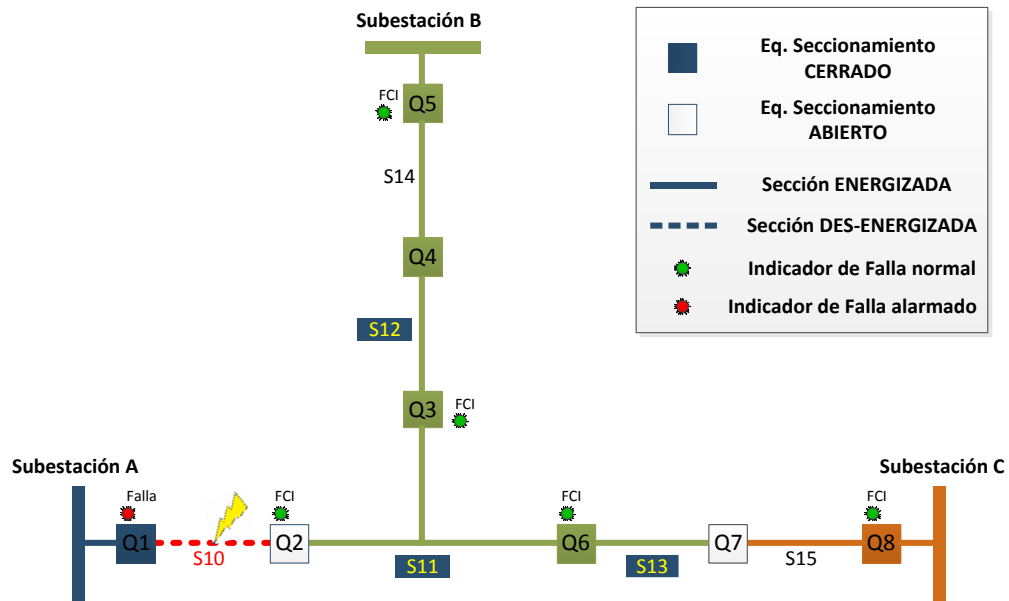 Subestación B
FCI
Q5
S14
Q4
S12
Q3
FCI
Subestación A
Falla
Q1
S10
FCI
Q2
S11
FCI
Q6
S13
Q7
S15
Subestación C
FCI
Q8
Eq. Seccionamiento
CERRADO
Eq. Seccionamiento
ABIERTO
Sección ENERGIZADA
Sección DES-ENERGIZADA
Indicador de Falla normal
Indicador de Falla alarmado